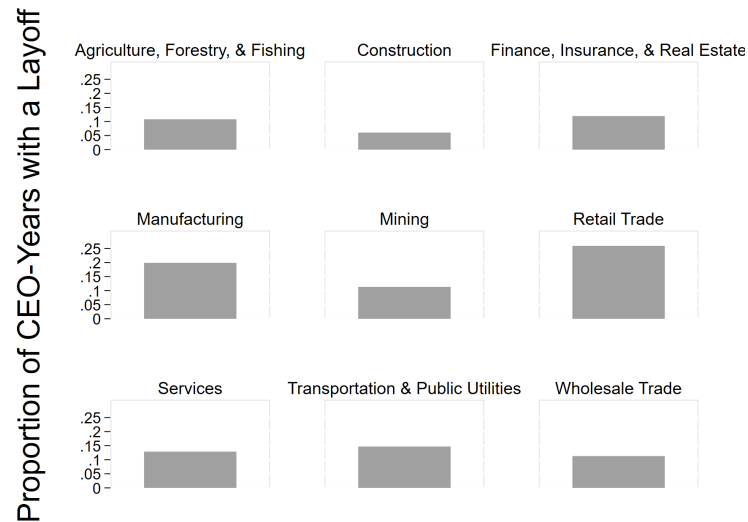 Proportion of CEO-Years with a Layoff
Agriculture, Forestry, & Fishing
Construction
Finance, Insurance, & Real Estate
.25
.2
.15
.1
.05
0
Manufacturing
Mining
Retail Trade
.25
.2
.15
.1
.05
0
Services
Transportation & Public Utilities
Wholesale Trade
.25
.2
.15
.1
.05
0